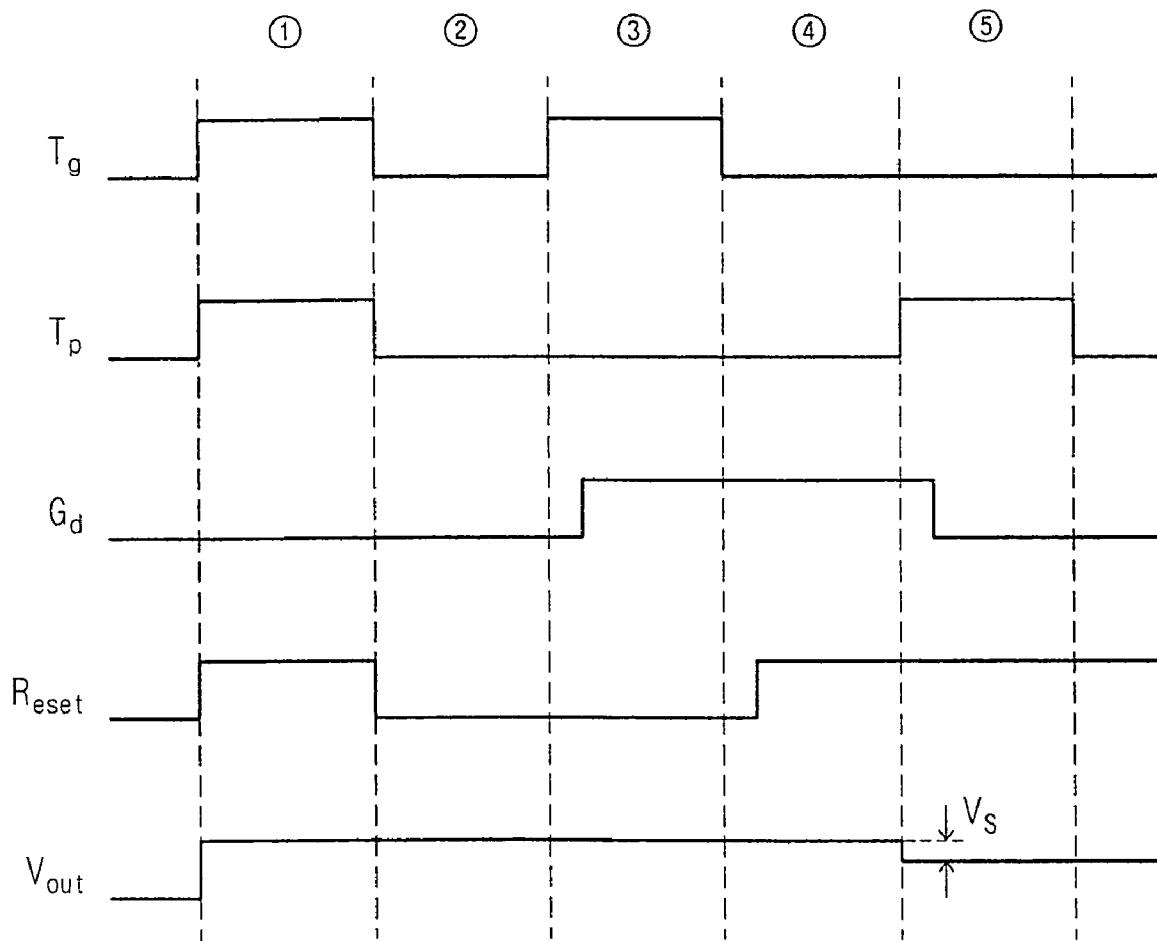 ① ② ③ ④ ⑤
Tg
Tp
Gd
Reset
VS
Vout